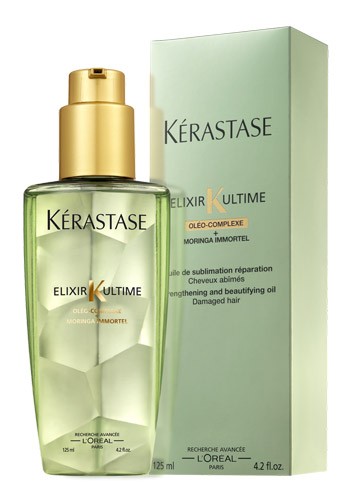 KÉRASTASE
ELIXIR K ULTIME
OLÉO-COMPLEXE
+
MORINGA IMMORTEL
RECHERCHE AVANCÉE
L'ORÉAL
PARIS
125 ml 4.2 fl.oz.
KÉRASTASE
ELIXIR K ULTIME
OLÉO-COMPLEXE
+
MORINGA IMMORTEL
uile de sublimation réparation
Cheveux abîmés
rengthening and beautifying oil
Damaged hair
RECHERCHE AVANCÉE
L'ORÉAL
PARIS
125 ml 4.2 fl.oz.